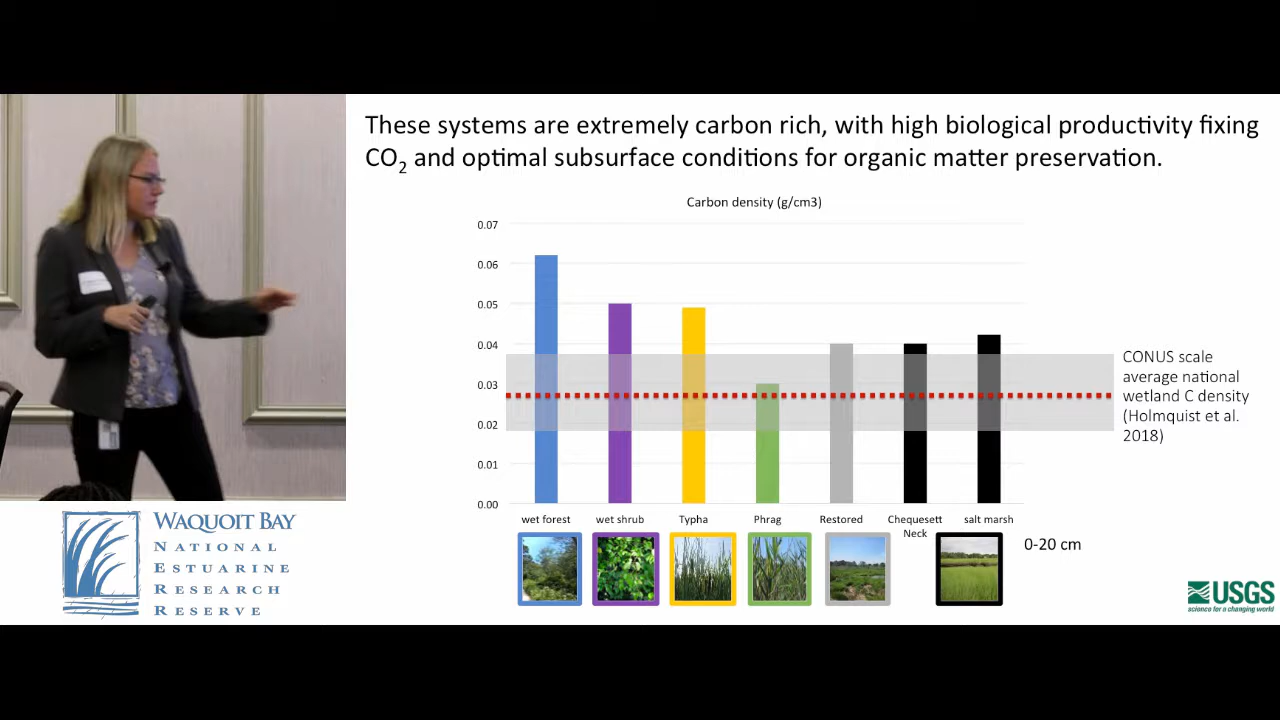 These systems are extremely carbon rich, with high biological productivity fixing
CO2 and optimal subsurface conditions for organic matter preservation.
Carbon density (g/cm3)
0.07
0.06
0.05
0.04
0.03
0.02
0.01
0.00
wet forest
wet shrub
Typha
Phrag
Restored
Chequesett
Neck
salt marsh
0-20 cm
CONUS scale
average national
wetland C density
(Holmquist et al.
2018)
WAQUOIT BAY
NATIONAL
ESTUARINE
RESEARCH
RESERVE
USGS
science for a changing world